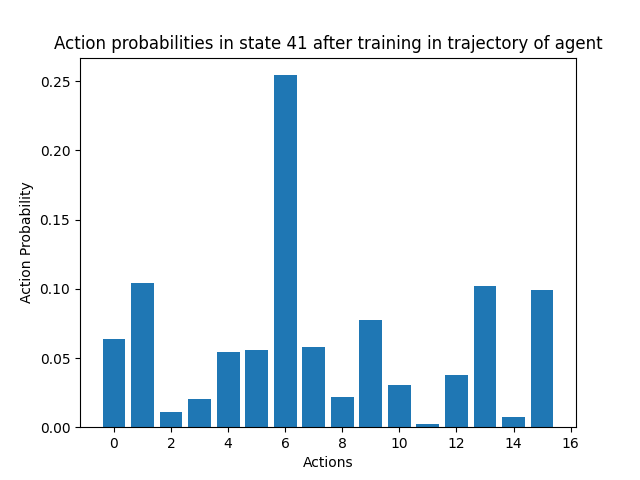 Action probabilities in state 41 after training in trajectory of agent
0.25
0.20
0.15
0.10
0.05
0.00
Action Probability
0 2 4 6 8 10 12 14 16
Actions